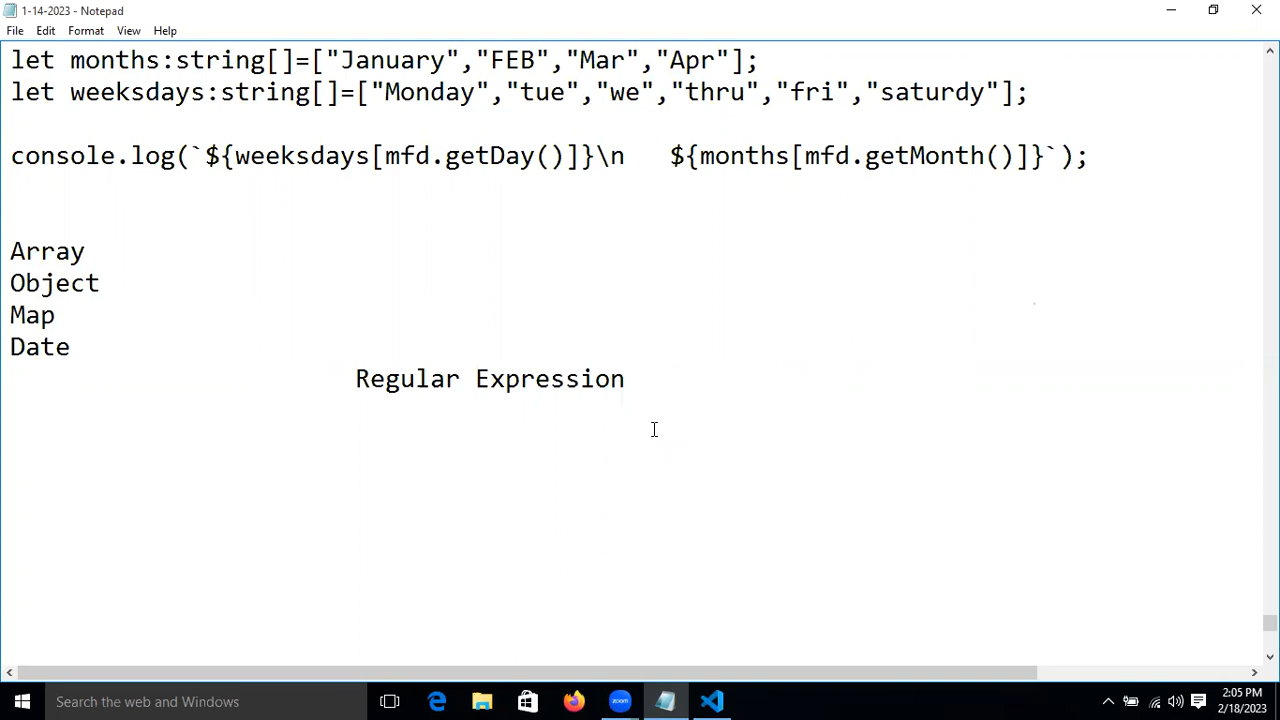 1-14-2023 - Notepad
File Edit Format View Help
let months:string[]=["January","FEB","Mar","Apr"];
let weeksdays:string[]=["Monday","tue","we","thru","fri","saturdy"];
console.log(`${weeksdays[mfd.getDay()]}\n   ${months[mfd.getMonth()]}`);
Array
Object
Map
Date
Regular Expression
Search the web and Windows
zoom
2:05 PM
2/18/2023